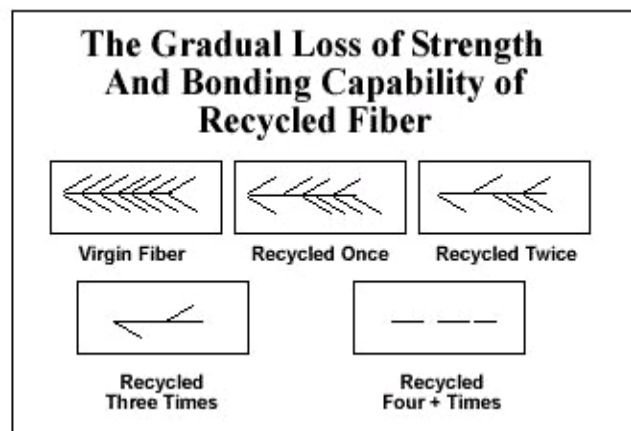 The Gradual Loss of Strength
And Bonding Capability of
Recycled Fiber
Virgin Fiber
Recycled Once
Recycled Twice
Recycled
Three Times
Recycled
Four + Times